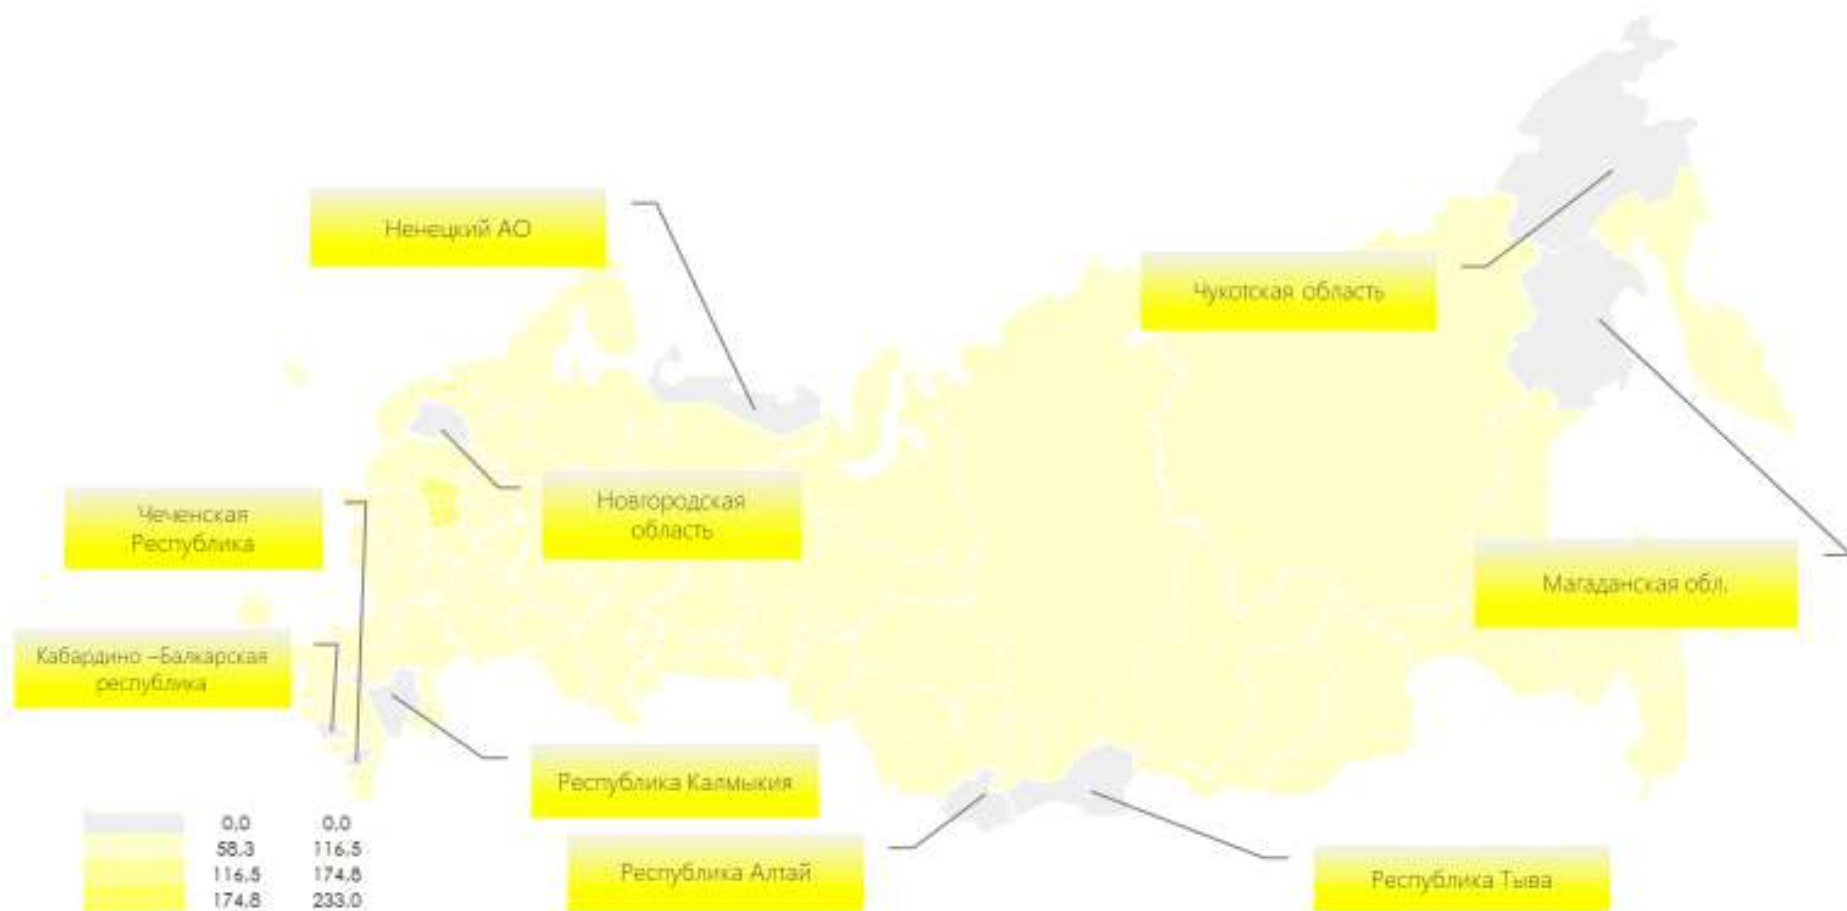 Ненецкий АО
Чукотская область
Новгородская
область
Чеченская
Республика
Магаданская обл.
Кабардино –Балкарская
республика
Республика Калмыкия
0,0 0,0
58,3 116,5
116,5 174,8
174,8 233,0
Республика Алтай
Республика Тыва